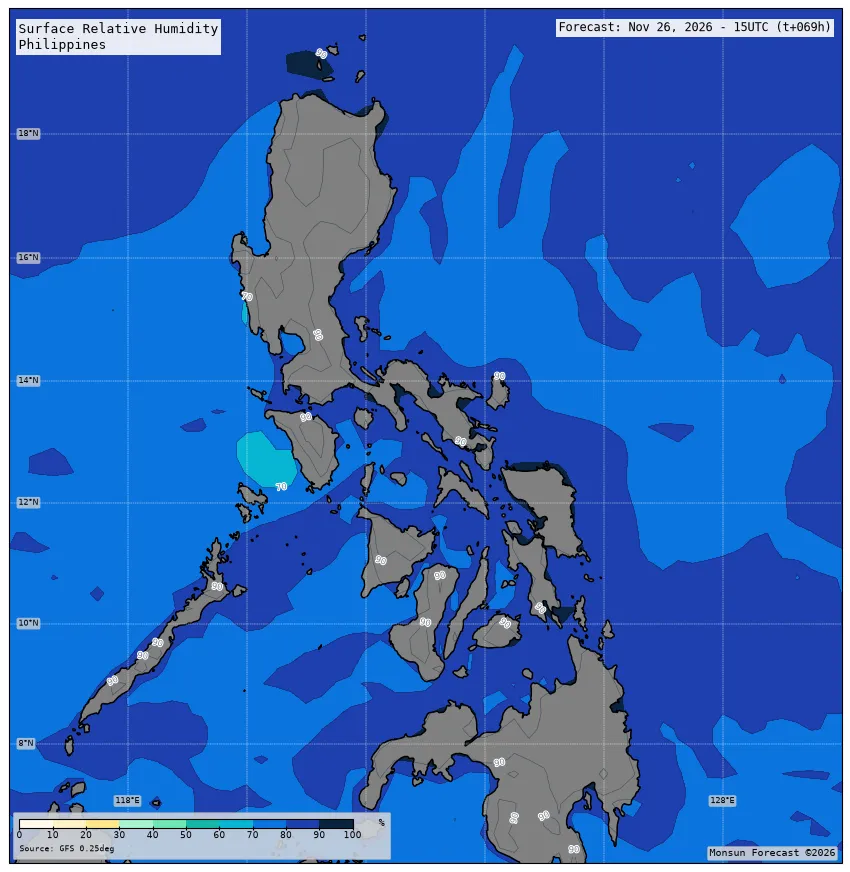 Surface Relative Humidity
Philippines
Forecast: Nov 26, 2026 - 15UTC (t+069h)
90
18°N
16°N
70
90
14°N
90
90
90
70
12°N
90
90
90
90
90
90
90
10°N
90
90
90
8°N
90
118°E
128°E
80
90
90
0 10 20 30 40 50 60 70 80 90 100 %
Source: GFS 0.25deg
Monsun Forecast ©2026